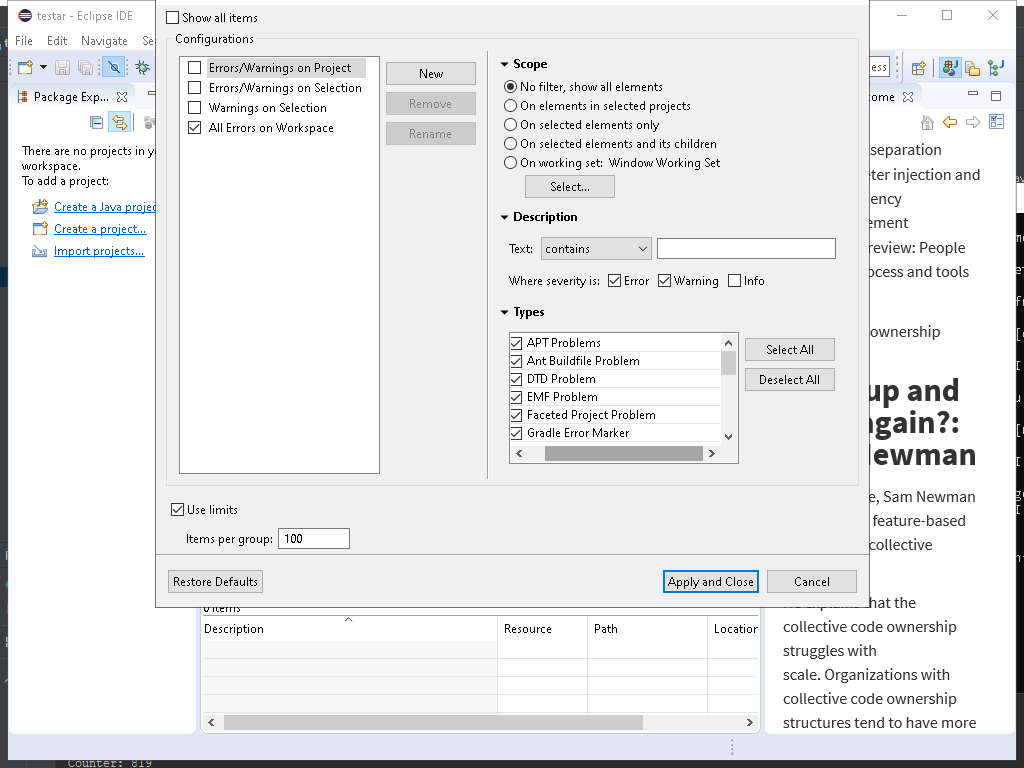 testar - Eclipse IDE
File Edit Navigate Se
Show all items
Configurations
Errors/Warnings on Project
Errors/Warnings on Selection
Warnings on Selection
All Errors on Workspace
New
Remove
Rename
Scope
No filter, show all elements
On elements in selected projects
On selected elements only
On selected elements and its children
On working set: Window Working Set
Select...
Description
Text: contains
Where severity is: Error Warning Info
Types
APT Problems
Ant Buildfile Problem
DTD Problem
EMF Problem
Faceted Project Problem
Gradle Error Marker
Select All
Deselect All
Use limits
Items per group: 100
Restore Defaults
Apply and Close
Cancel
Package Exp...
There are no projects in y
workspace.
To add a project:
Create a Java projec
Create a project...
Import projects...
0 items
Description Resource Path Location
ess
ome
separation
eter injection and
ency
ement
review: People
ocess and tools
ownership
up and
again?:
Newman
e, Sam Newman
feature-based
collective
He explains that the
collective code ownership
struggles with
scale. Organizations with
collective code ownership
structures tend to have more
Counter: 819